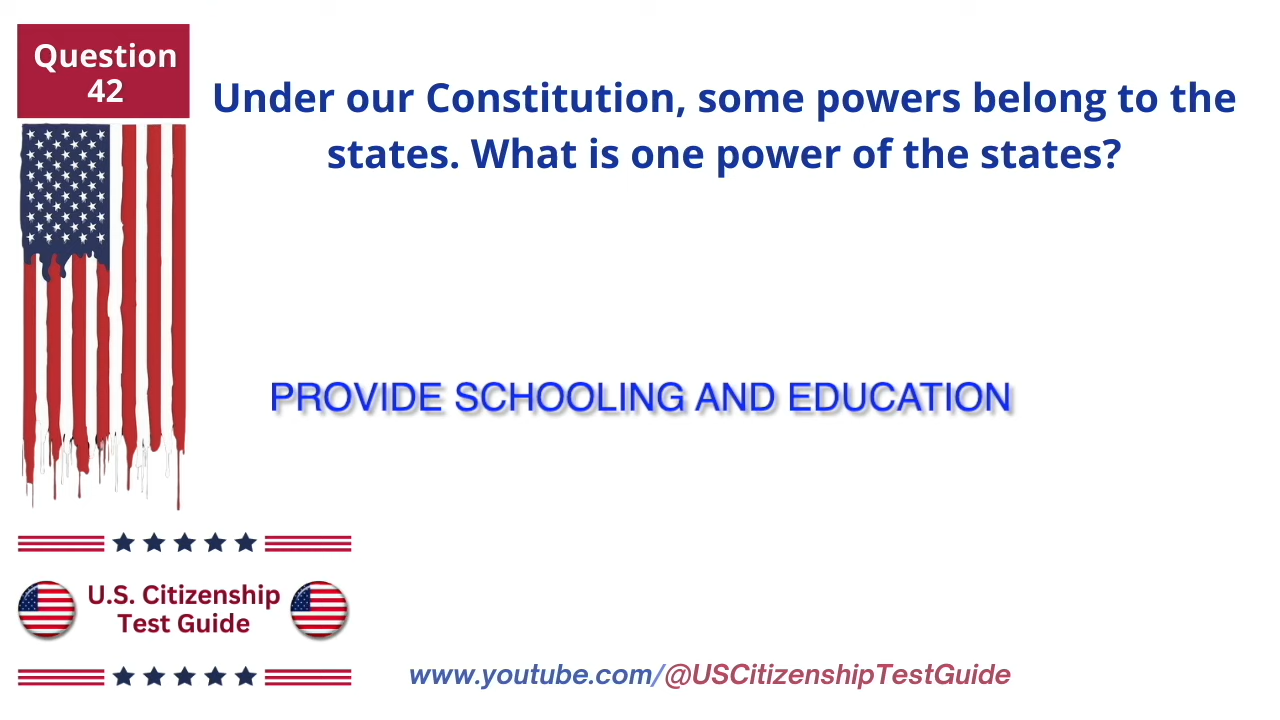 Question
42
Under our Constitution, some powers belong to the
states. What is one power of the states?
PROVIDE SCHOOLING AND EDUCATION
U.S. Citizenship
Test Guide
www.youtube.com/@USCitizenshipTestGuide